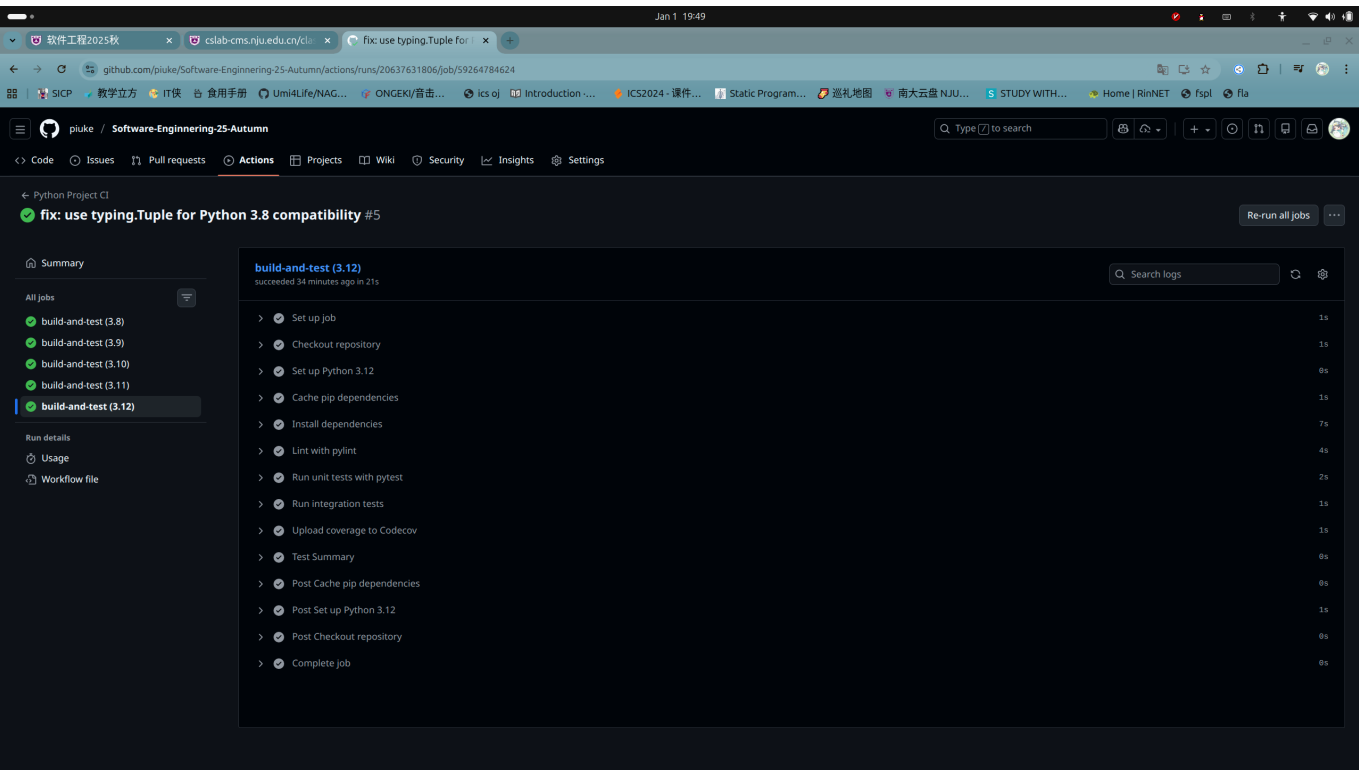 Jan 1 19:49
软件工程2025秋
cslab-cms.nju.edu.cn/cla
fix: use typing.Tuple for
github.com/piuke/Software-Enginnering-25-Autumn/actions/runs/20637631806/job/59264784624
SICP 教学立方 IT侠 食用手册 Umi4Life/NAG... ONGEKI/音击... ics oj Introduction ·... ICS2024 - 课件... Static Program... 巡礼地图 南大云盘 NJU... STUDY WITH... Home | RinNET fspl fla
piuke / Software-Enginnering-25-Autumn
Type / to search
Code Issues Pull requests Actions Projects Wiki Security Insights Settings
← Python Project CI
fix: use typing.Tuple for Python 3.8 compatibility #5
Re-run all jobs
Summary
All jobs
build-and-test (3.8)
build-and-test (3.9)
build-and-test (3.10)
build-and-test (3.11)
build-and-test (3.12)
Run details
Usage
Workflow file
build-and-test (3.12)
succeeded 34 minutes ago in 21s
Search logs
Set up job 1s
Checkout repository 1s
Set up Python 3.12 0s
Cache pip dependencies 1s
Install dependencies 7s
Lint with pylint 4s
Run unit tests with pytest 2s
Run integration tests 1s
Upload coverage to Codecov 1s
Test Summary 0s
Post Cache pip dependencies 0s
Post Set up Python 3.12 1s
Post Checkout repository 0s
Complete job 0s